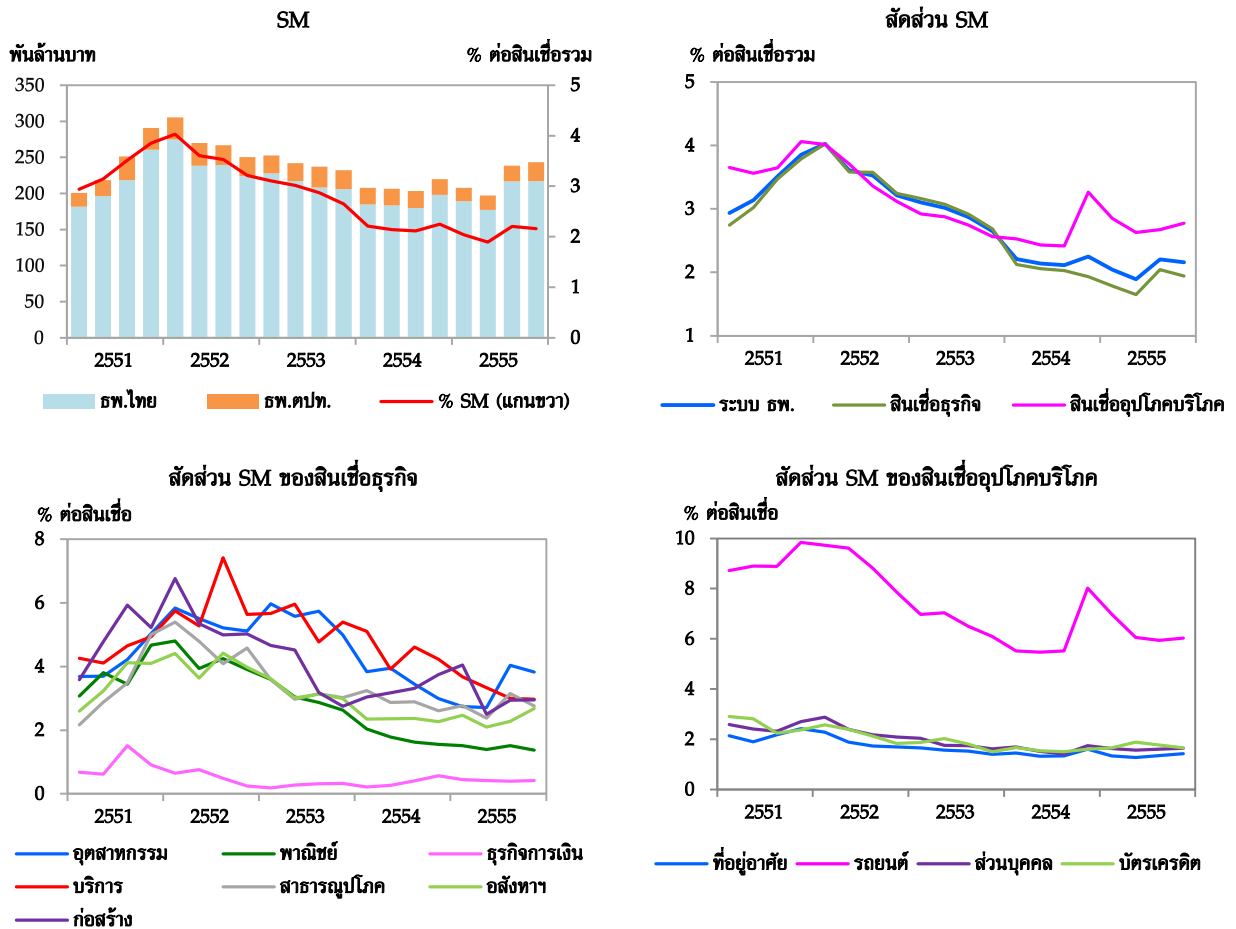 SM
พันล้านบาท % ต่อสินเชื่อรวม
350 5
300
4
250
200 3
150 2
100
1
50
0 0
2551 2552 2553 2554 2555
ธพ.ไทย ธพ.ตปท. % SM (แกนขวา)
สัดส่วน SM
% ต่อสินเชื่อรวม
5
4
3
2
1
2551 2552 2553 2554 2555
ระบบ ธพ. สินเชื่อธุรกิจ สินเชื่ออุปโภคบริโภค
สัดส่วน SM ของสินเชื่อธุรกิจ
% ต่อสินเชื่อ
8
6
4
2
0
2551 2552 2553 2554 2555
อุตสาหกรรม พาณิชย์ ธุรกิจการเงิน
บริการ สาธารณูปโภค อสังหาฯ
ก่อสร้าง
สัดส่วน SM ของสินเชื่ออุปโภคบริโภค
% ต่อสินเชื่อ
10
8
6
4
2
0
2551 2552 2553 2554 2555
ที่อยู่อาศัย รถยนต์ ส่วนบุคคล บัตรเครดิต